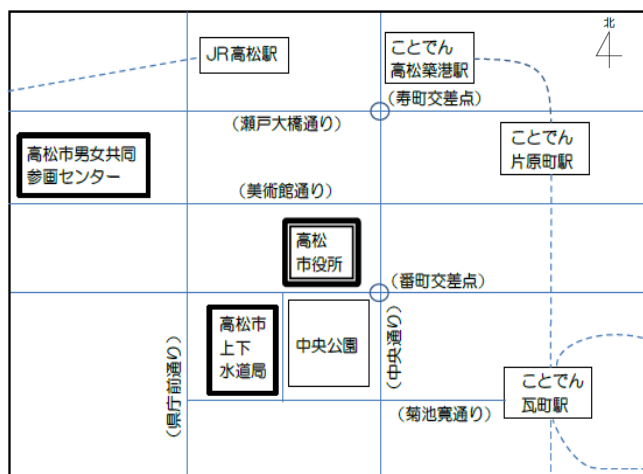 北
JR高松駅
ことでん
高松築港駅
(寿町交差点)
(瀬戸大橋通り)
高松市男女共同
参画センター
ことでん
片原町駅
(美術館通り)
高松
市役所
(番町交差点)
高松市
上下
水道局
中央公園
(中央通り)
(県庁前通り)
ことでん
瓦町駅
(菊池寛通り)